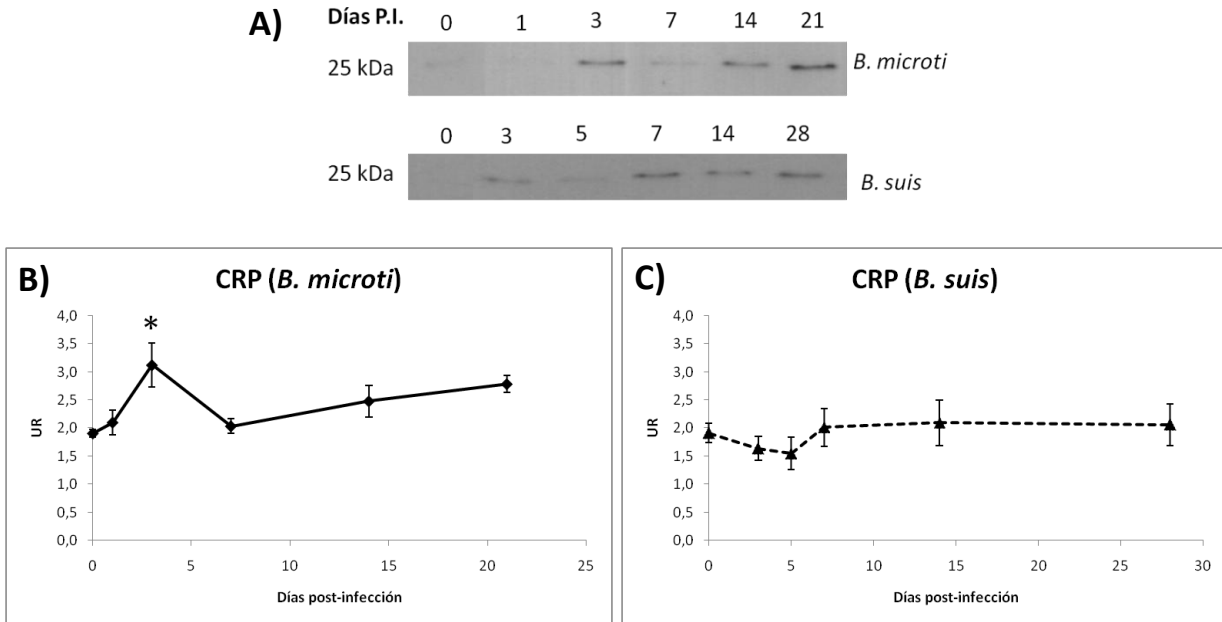 A)
Días P.I. 0 1 3 7 14 21
25 kDa B. microti
0 3 5 7 14 28
25 kDa B. suis
B)
CRP (B. microti)
4,0
3,5
3,0
2,5
2,0
1,5
1,0
0,5
0,0
UR
*
0 5 10 15 20 25
Días post-infección
C)
CRP (B. suis)
4,0
3,5
3,0
2,5
2,0
1,5
1,0
0,5
0,0
UR
0 5 10 15 20 25 30
Días post-infección